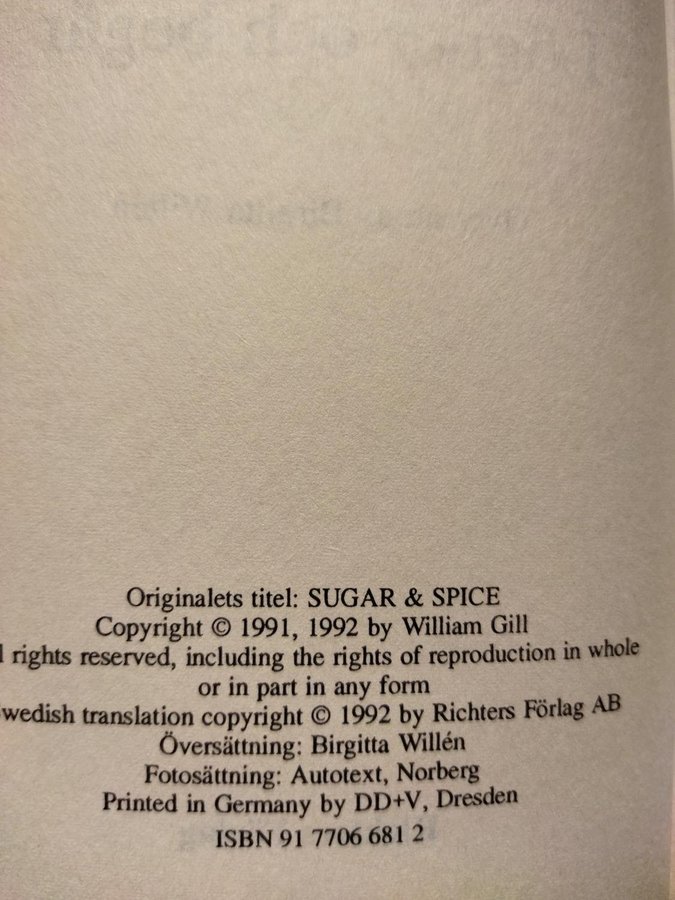 Originalets titel: SUGAR & SPICE
Copyright © 1991, 1992 by William Gill
rights reserved, including the rights of reproduction in whole
or in part in any form
wedish translation copyright © 1992 by Richters Förlag AB
Översättning: Birgitta Willén
Fotosättning: Autotext, Norberg
Printed in Germany by DD+V, Dresden
ISBN 91 7706 681 2